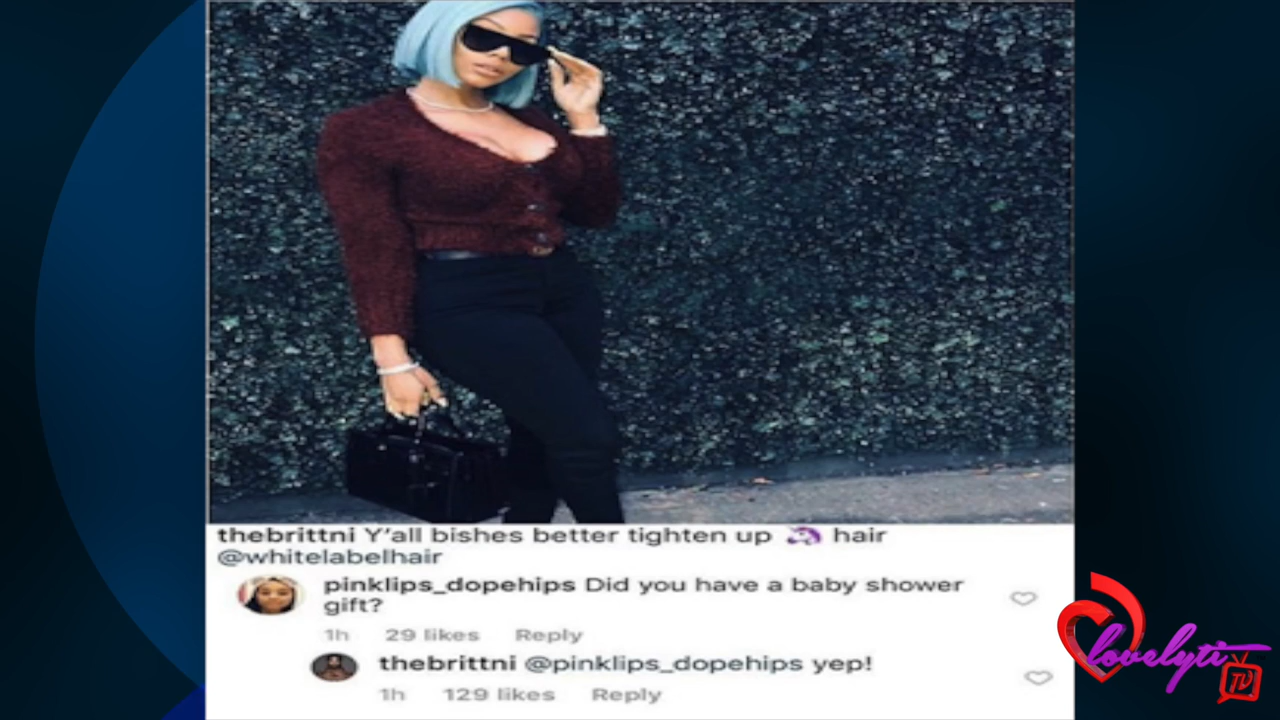 thebrittni Y'all bishes better tighten up 🦄 hair
@whitelabelhair
pinklips_dopehips Did you have a baby shower
gift?
1h 29 likes Reply
thebrittni @pinklips_dopehips yep!
1h 129 likes Reply
lovelyti
TV